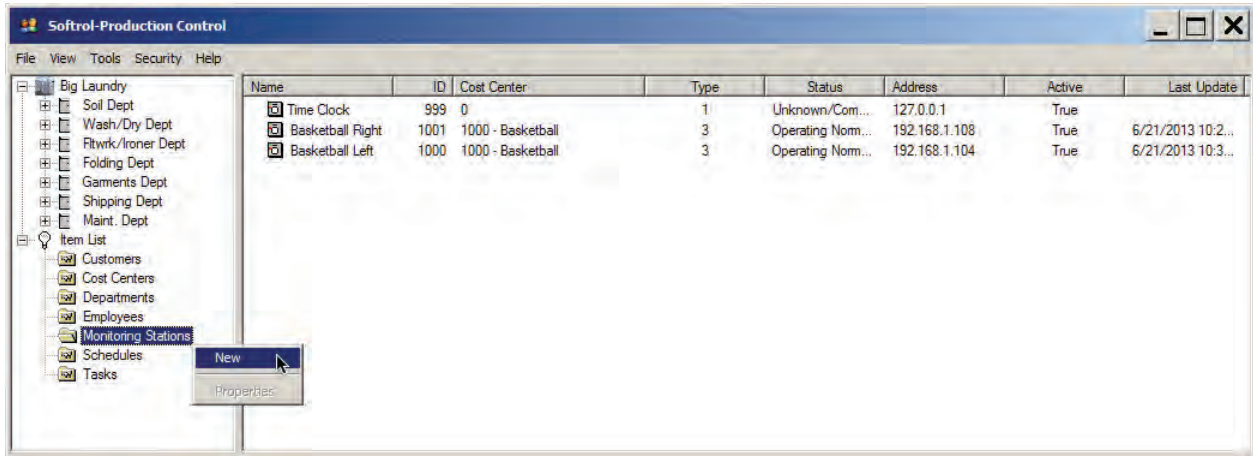 Softrol-Production Control
File View Tools Security Help
Big Laundry
Soil Dept
Wash/Dry Dept
Fltwrk/Ironer Dept
Folding Dept
Garments Dept
Shipping Dept
Maint. Dept
Item List
Customers
Cost Centers
Departments
Employees
Monitoring Stations
Schedules
Tasks
New
Properties
Name ID Cost Center Type Status Address Active Last Update
Time Clock 999 0 1 Unknown/Com... 127.0.0.1 True
Basketball Right 1001 1000 - Basketball 3 Operating Norm... 192.168.1.108 True 6/21/2013 10:2...
Basketball Left 1000 1000 - Basketball 3 Operating Norm... 192.168.1.104 True 6/21/2013 10:3...